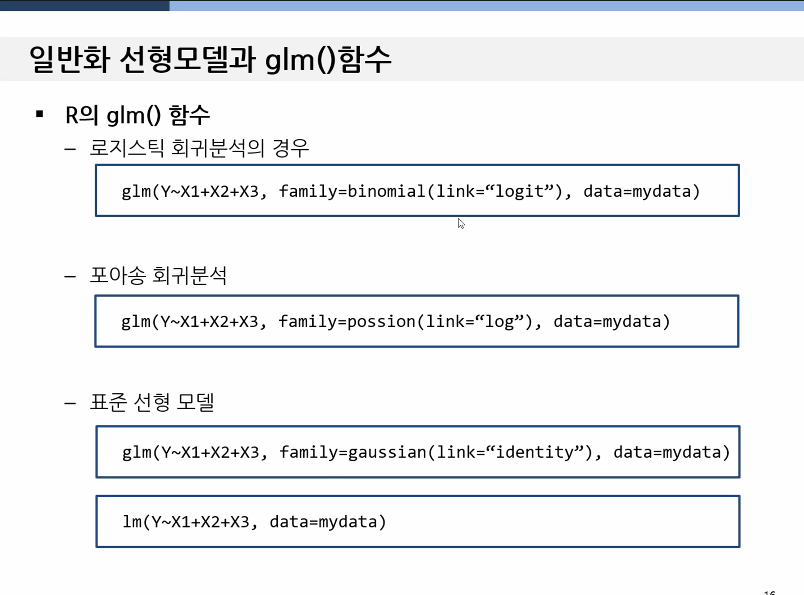 일반화 선형모델과 glm()함수
▪ R의 glm() 함수
– 로지스틱 회귀분석의 경우
glm(Y~X1+X2+X3, family=binomial(link=“logit”), data=mydata)
– 포아송 회귀분석
glm(Y~X1+X2+X3, family=possion(link=“log”), data=mydata)
– 표준 선형 모델
glm(Y~X1+X2+X3, family=gaussian(link=“identity”), data=mydata)
lm(Y~X1+X2+X3, data=mydata)